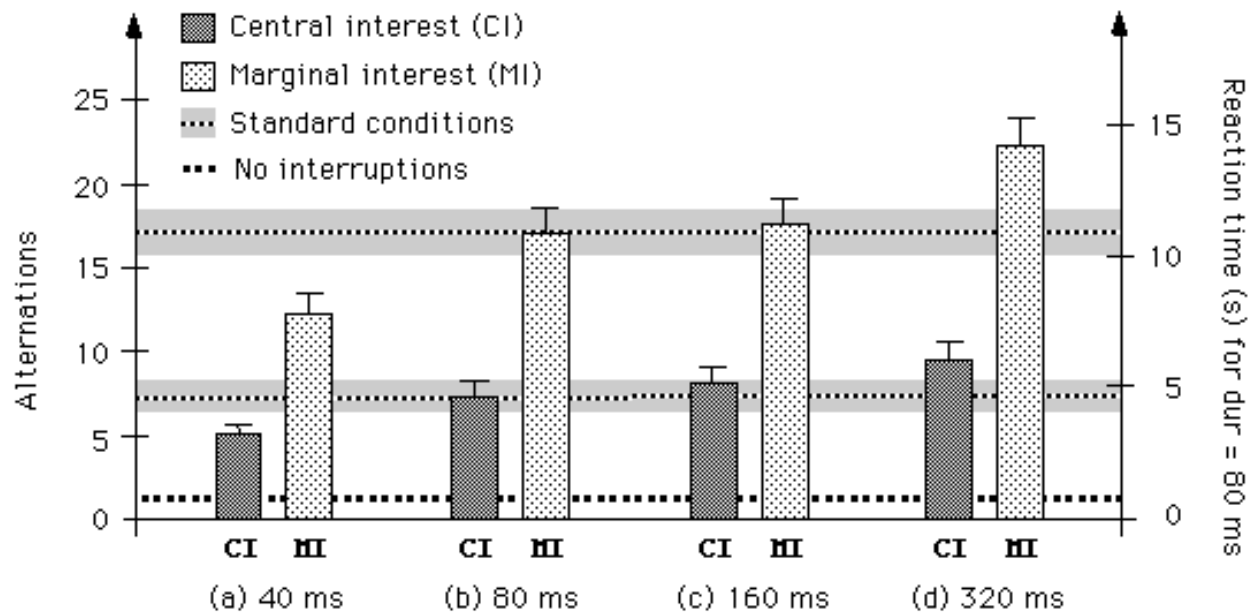 Central interest (CI)
Marginal interest (MI)
Standard conditions
No interruptions
Alternations
25
20
15
10
5
0
15
10
5
0
Reaction time (s) for dur = 80 ms
CI MI CI MI CI MI CI MI
(a) 40 ms (b) 80 ms (c) 160 ms (d) 320 ms